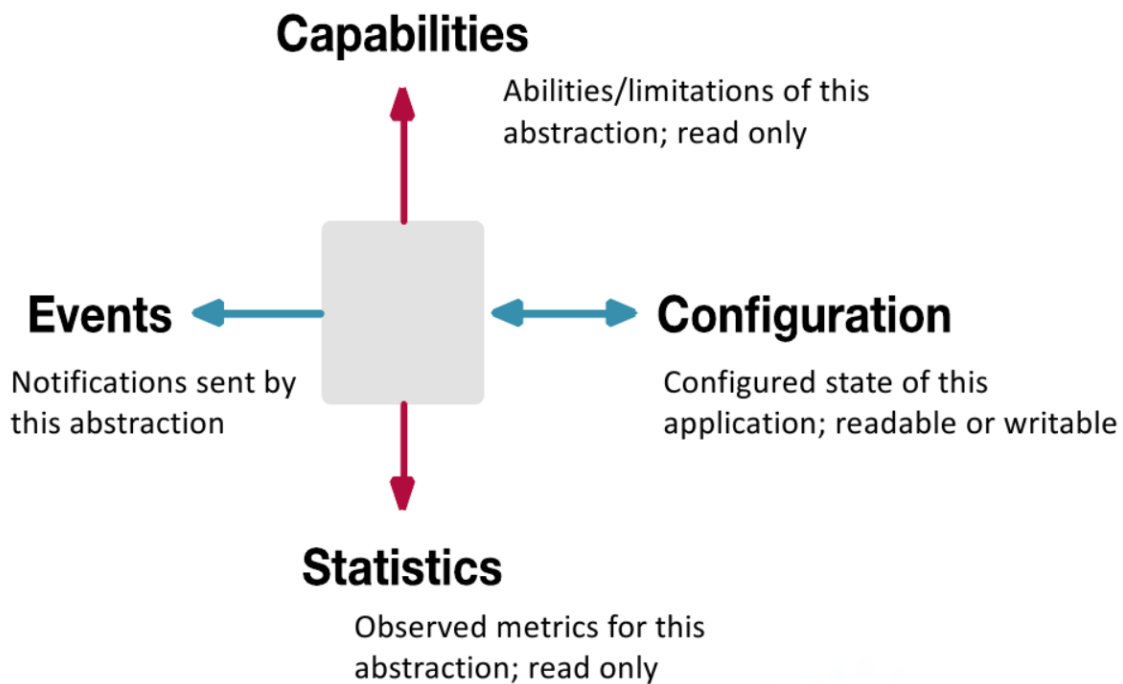 Capabilities
Abilities/limitations of this
abstraction; read only
Events
Notifications sent by
this abstraction
Configuration
Configured state of this
application; readable or writable
Statistics
Observed metrics for this
abstraction; read only